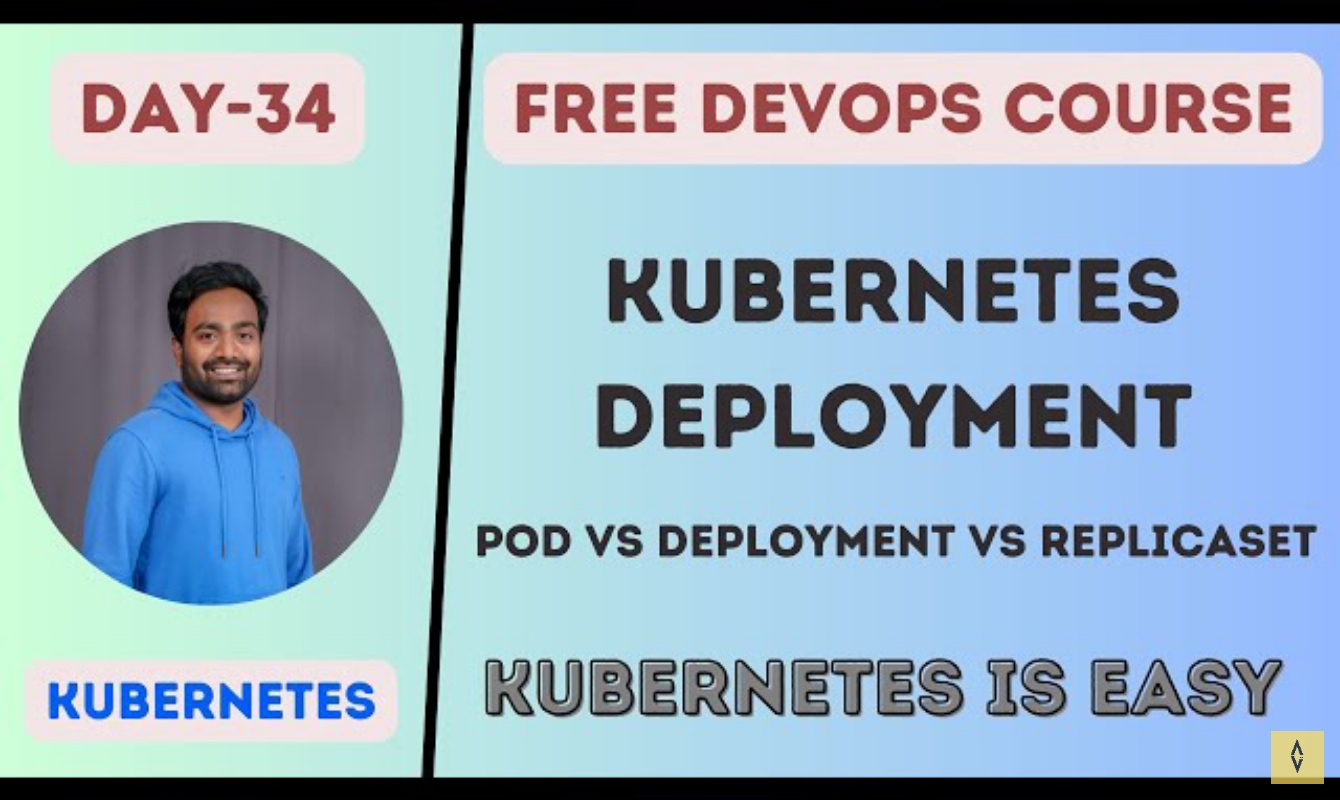 DAY-34
FREE DEVOPS COURSE
KUBERNETES
DEPLOYMENT
POD VS DEPLOYMENT VS REPLICASET
KUBERNETES
KUBERNETES IS EASY